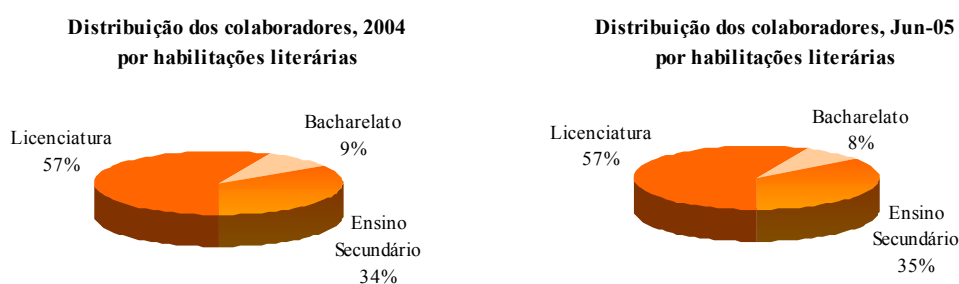 Distribuição dos colaboradores, 2004
por habilitações literárias
Licenciatura
57%
Bacharelato
9%
Ensino
Secundário
34%
Distribuição dos colaboradores, Jun-05
por habilitações literárias
Licenciatura
57%
Bacharelato
8%
Ensino
Secundário
35%